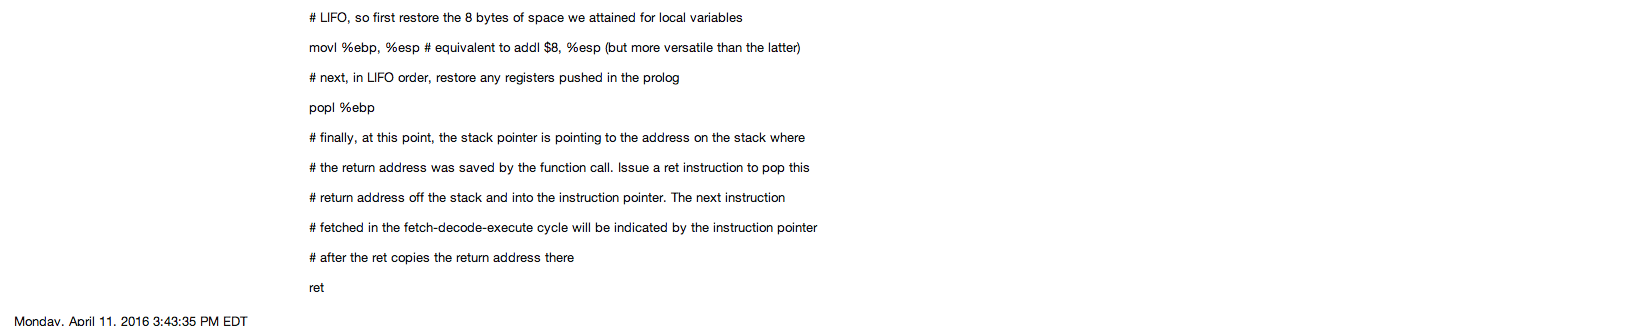 # LIFO, so first restore the 8 bytes of space we attained for local variables
movl %ebp, %esp # equivalent to addl $8, %esp (but more versatile than the latter)
# next, in LIFO order, restore any registers pushed in the prolog
popl %ebp
# finally, at this point, the stack pointer is pointing to the address on the stack where
# the return address was saved by the function call. Issue a ret instruction to pop this
# return address off the stack and into the instruction pointer. The next instruction
# fetched in the fetch-decode-execute cycle will be indicated by the instruction pointer
# after the ret copies the return address there
ret
Monday, April 11, 2016 3:43:35 PM EDT